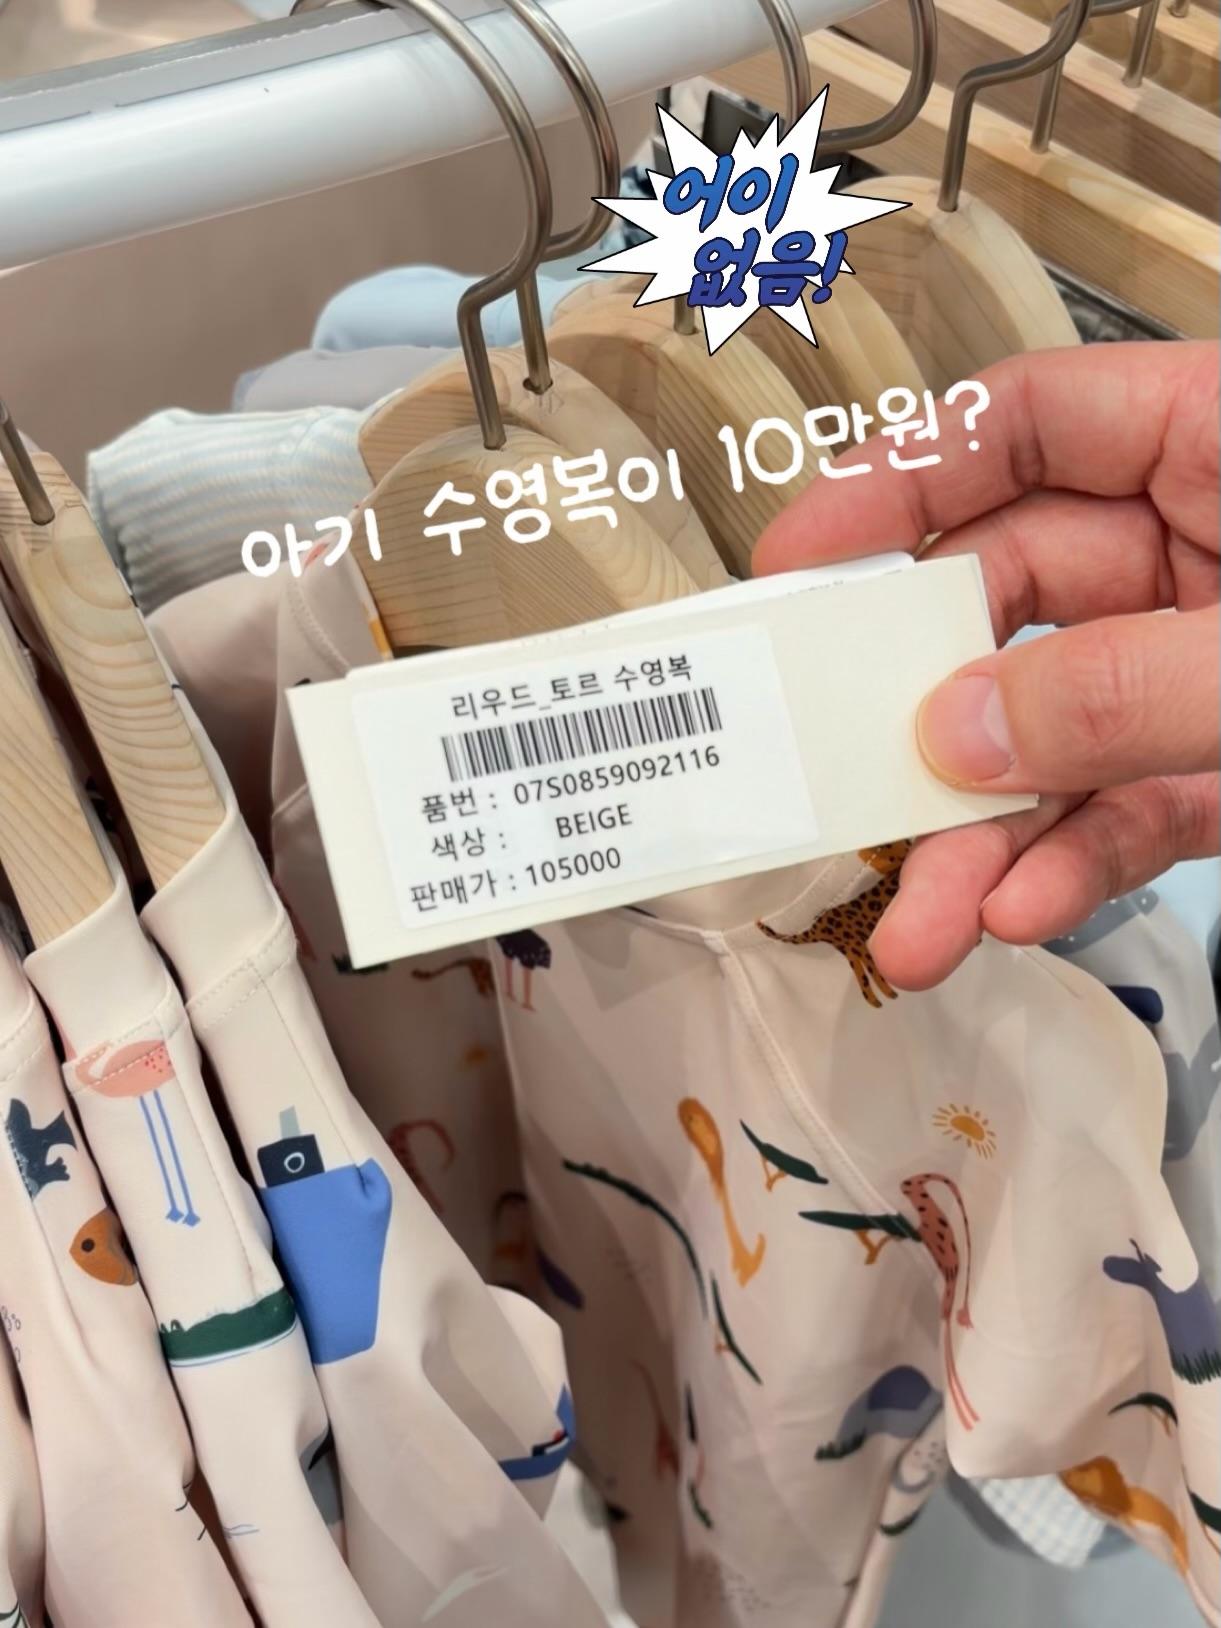 어이
없음!
아기 수영복이 10만원?
리우드_토르 수영복
품번 : 07S0859092116
색상 : BEIGE
판매가 : 105000